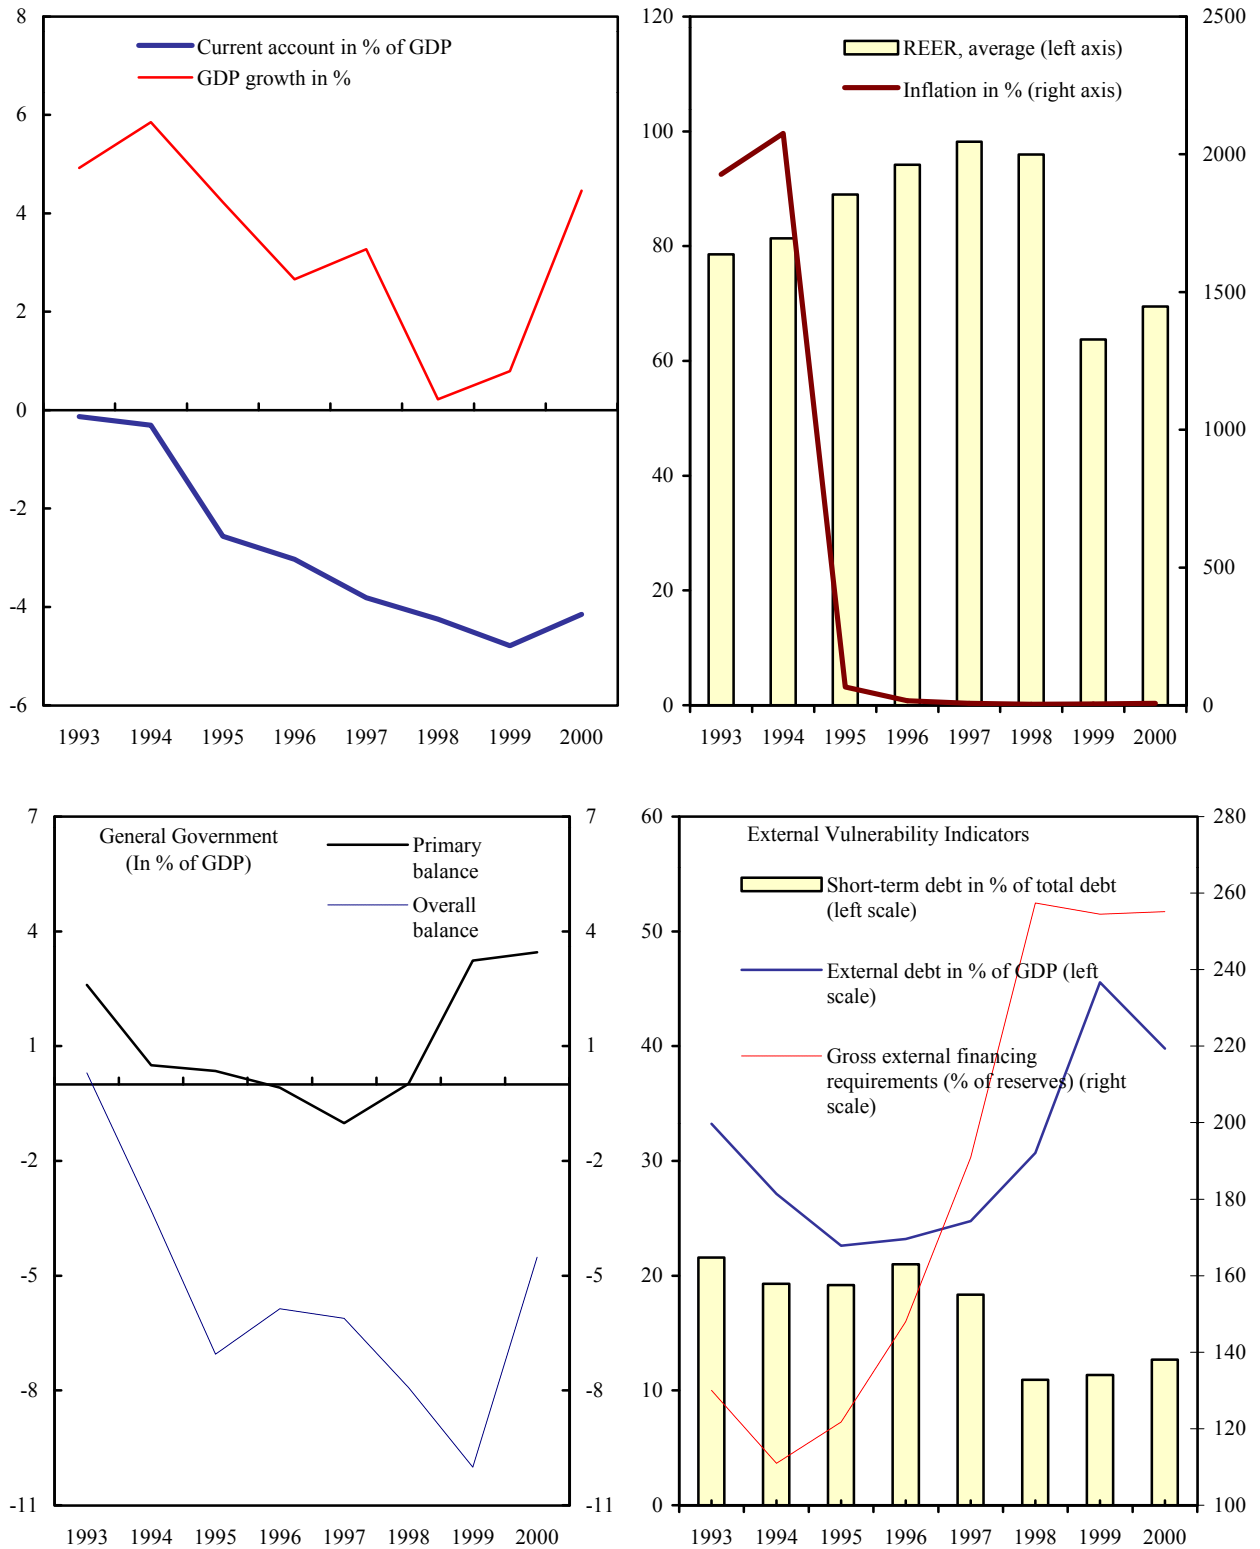 8
6
4
2
0
-2
-4
-6
Current account in % of GDP
GDP growth in %
1993 1994 1995 1996 1997 1998 1999 2000
120
100
80
60
40
20
0
REER, average (left axis)
Inflation in % (right axis)
2500
2000
1500
1000
500
0
1993 1994 1995 1996 1997 1998 1999 2000
7
4
1
-2
-5
-8
-11
General Government
(In % of GDP)
Primary
balance
Overall
balance
7
4
1
-2
-5
-8
-11
1993 1994 1995 1996 1997 1998 1999 2000
60
50
40
30
20
10
0
External Vulnerability Indicators
Short-term debt in % of total debt
(left scale)
External debt in % of GDP (left
scale)
Gross external financing
requirements (% of reserves) (right
scale)
280
260
240
220
200
180
160
140
120
100
1993 1994 1995 1996 1997 1998 1999 2000